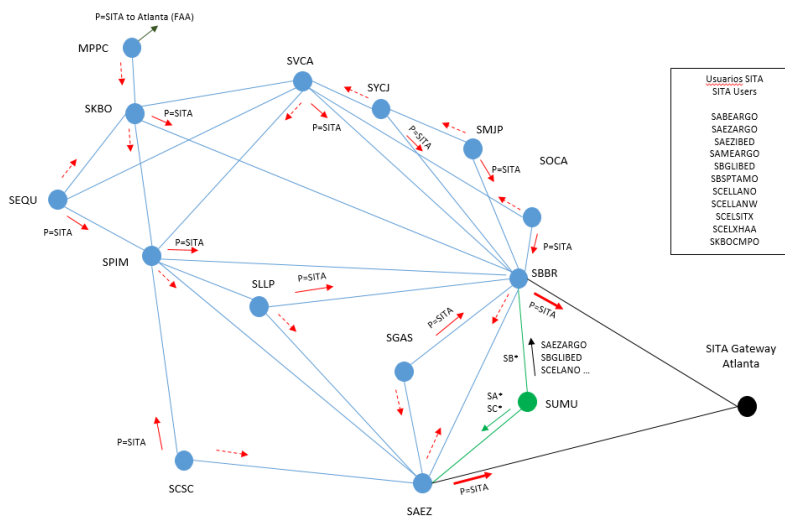 P=SITA to Atlanta (FAA)
MPPC
SVCA
SYCJ
SKBO
P=SITA
P=SITA
P=SITA
SMJP
P=SITA
SOCA
SEQU
P=SITA
P=SITA
P=SITA
SPIM
SLLP
P=SITA
SBBR
P=SITA
SGAS
P=SITA
SB*
SAEZARGO
SBGLIBED
SCELANO ...
SITA Gateway
Atlanta
SA*
SC*
SUMU
P=SITA
SCSC
SAEZ
P=SITA
Usuarios SITA
SITA Users
SABEARGO
SAEZARGO
SAEZIBED
SAMEARGO
SBGLIBED
SBSPTAMO
SCELLANO
SCELLANW
SCELSITX
SCELXHAA
SKBOCMPO